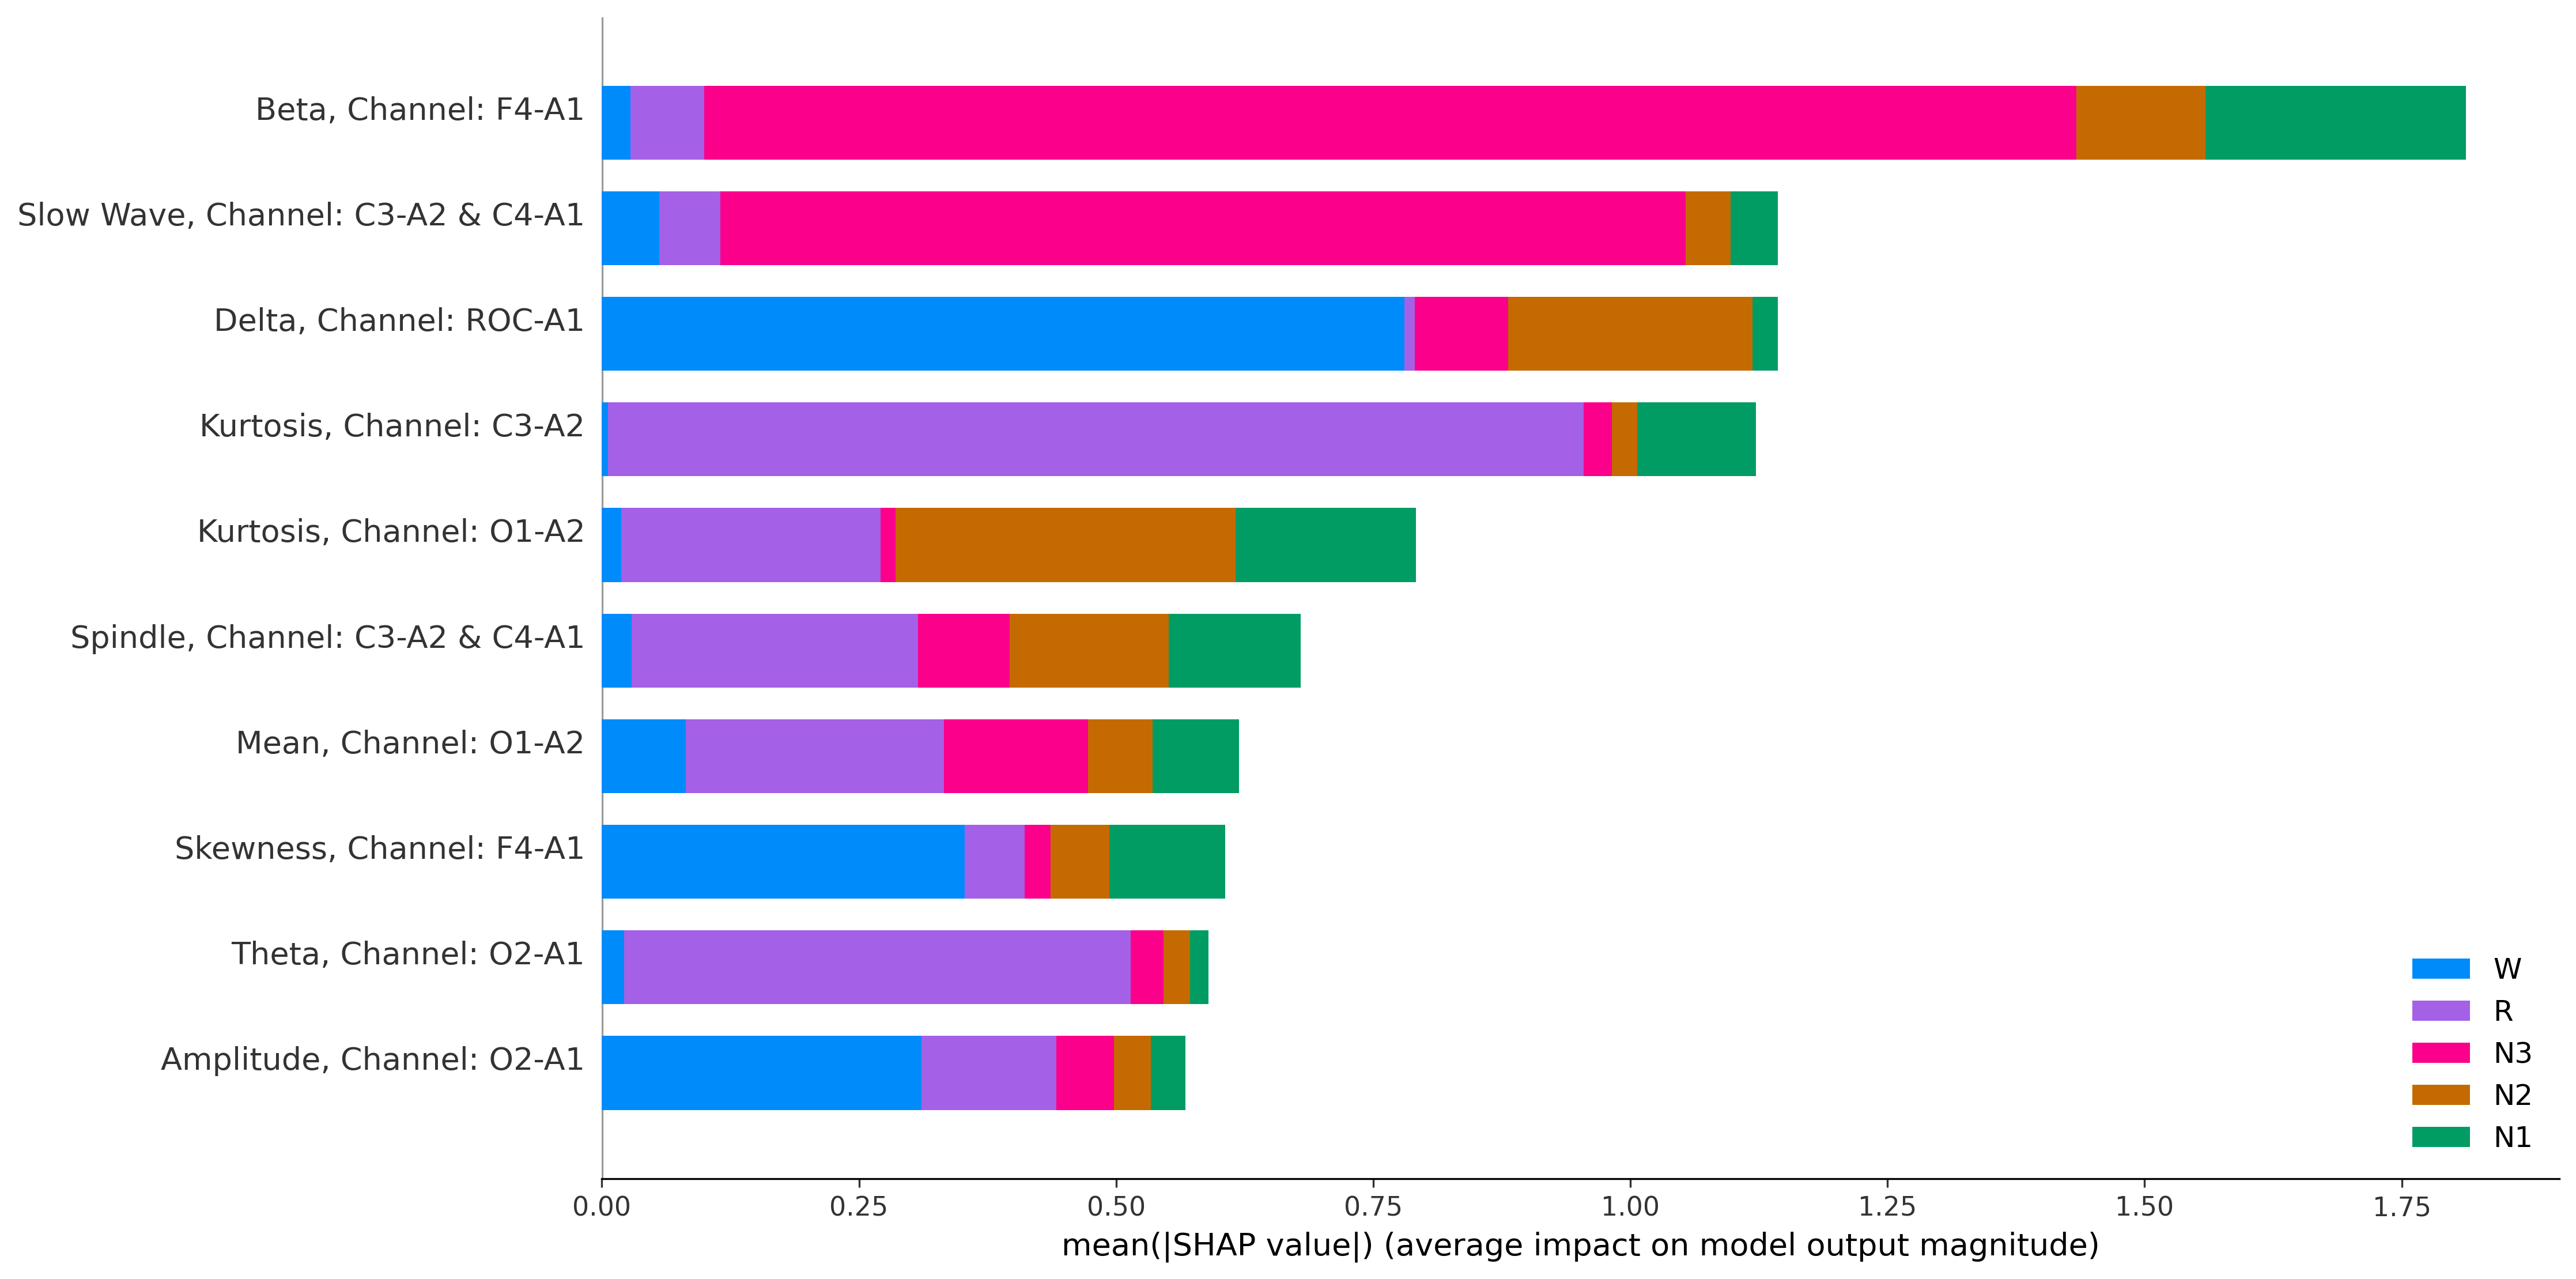 Beta, Channel: F4-A1
Slow Wave, Channel: C3-A2 & C4-A1
Delta, Channel: ROC-A1
Kurtosis, Channel: C3-A2
Kurtosis, Channel: O1-A2
Spindle, Channel: C3-A2 & C4-A1
Mean, Channel: O1-A2
Skewness, Channel: F4-A1
Theta, Channel: O2-A1
Amplitude, Channel: O2-A1
W
R
N3
N2
N1
0.00 0.25 0.50 0.75 1.00 1.25 1.50 1.75
mean(|SHAP value|) (average impact on model output magnitude)